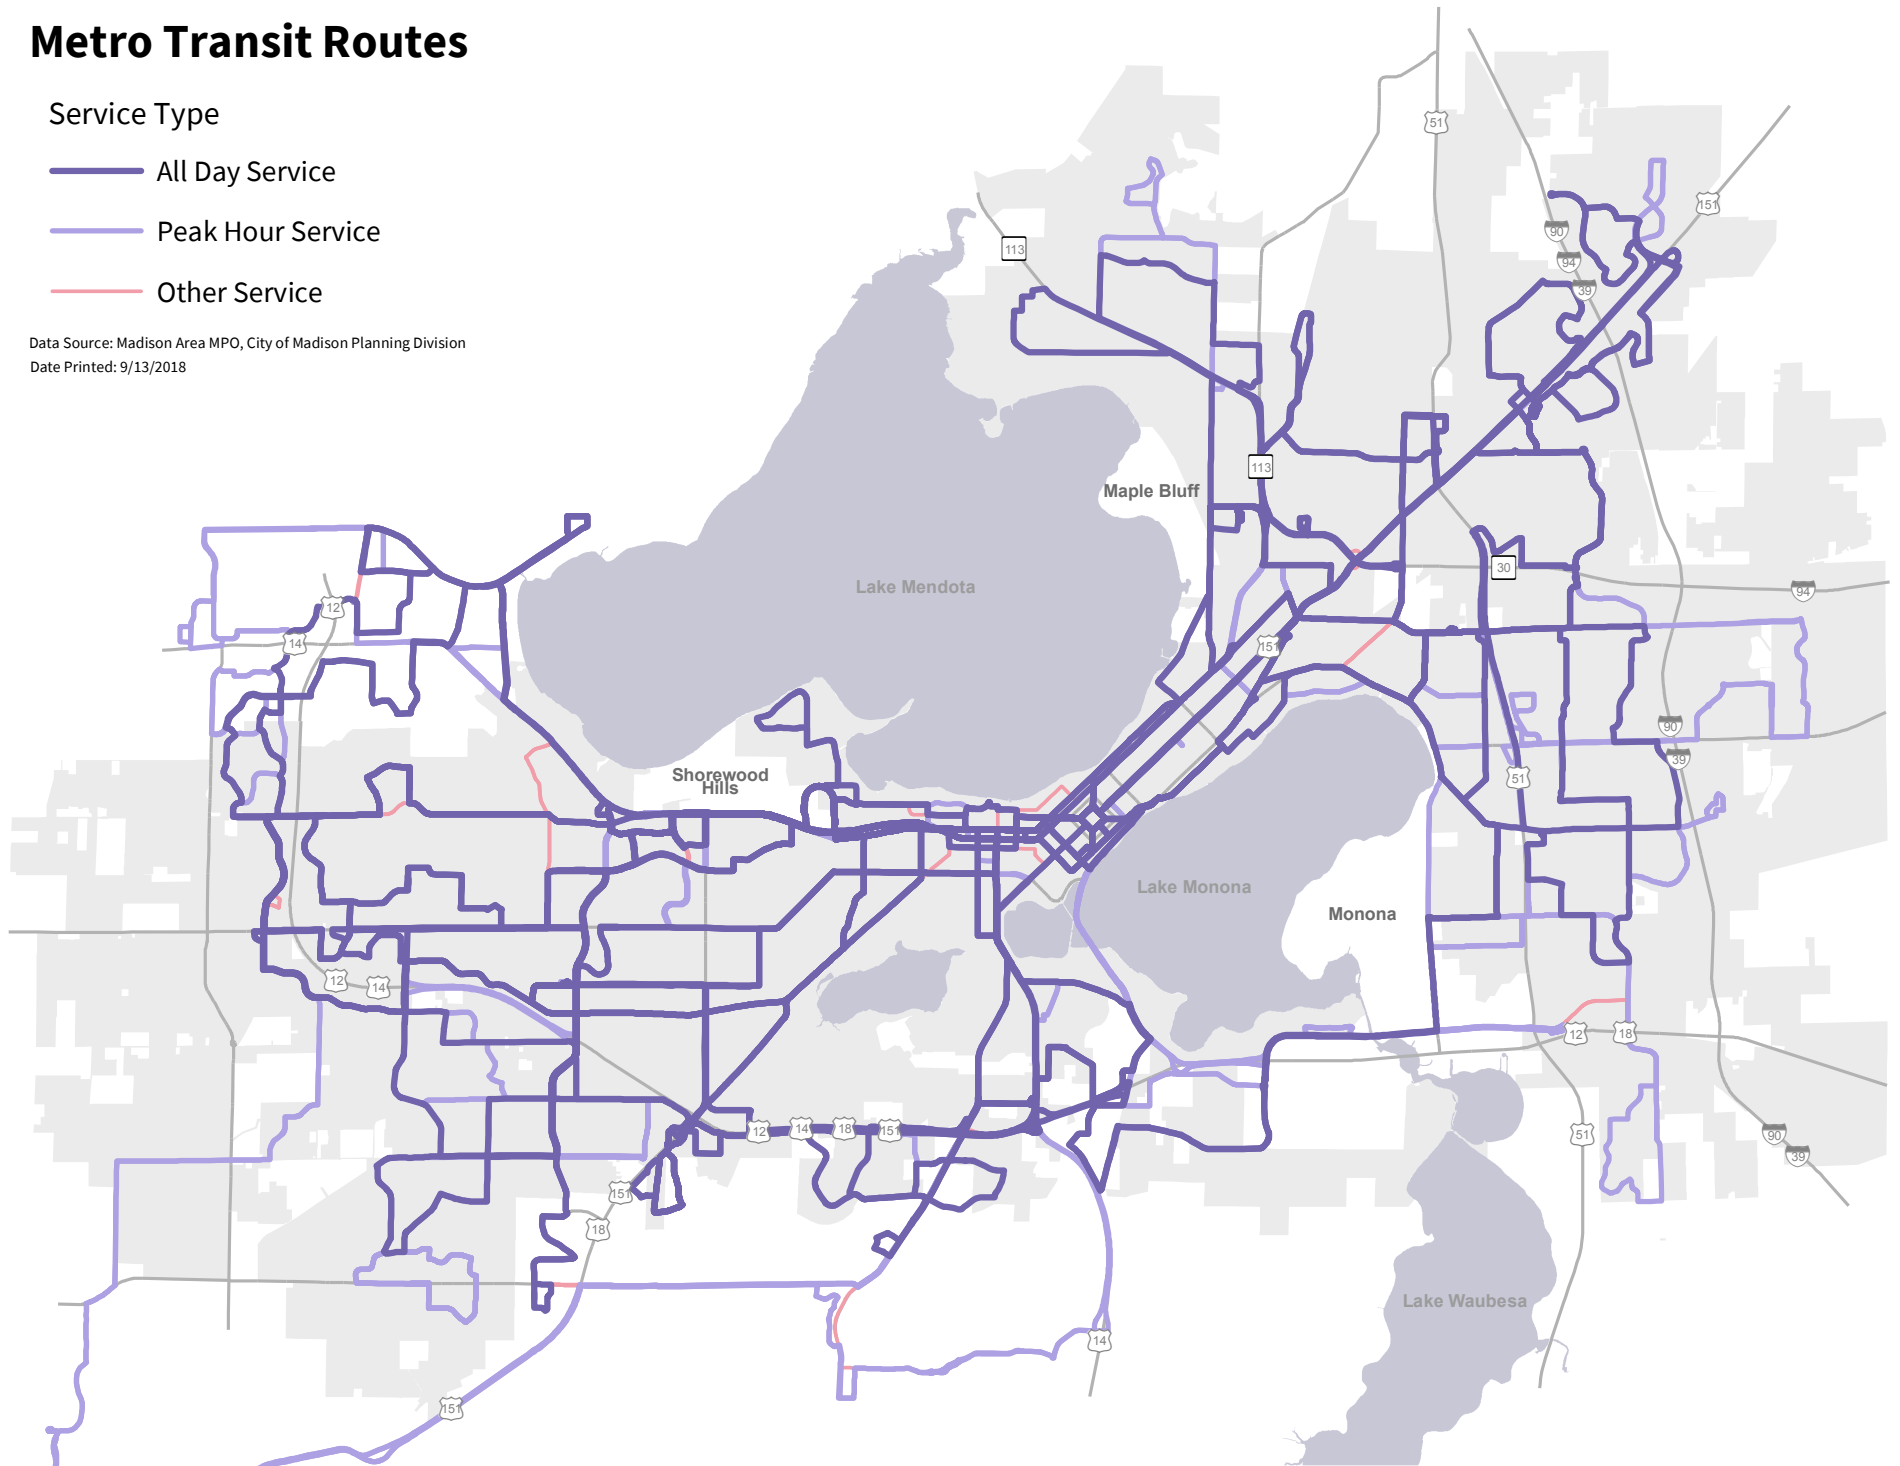 Metro Transit Routes
Service Type
All Day Service
Peak Hour Service
Other Service
Data Source: Madison Area MPO, City of Madison Planning Division
Date Printed: 9/13/2018
51
151
90
113
94
39
113
Maple Bluff
30
Lake Mendota
94
12
14
151
90
39
Shorewood
Hills
51
Lake Monona
Monona
12
14
12
18
12
14
18
151
51
90
39
151
18
Lake Waubesa
14
151